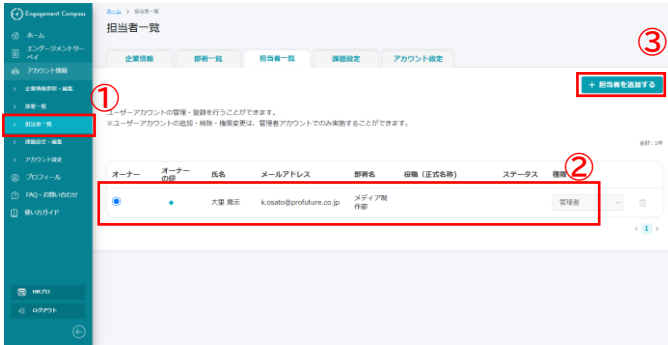 Engagement Compass
ホーム
エンゲージメントサーベイ
アカウント情報
企業情報参照・編集
部署一覧
担当者一覧
課題設定・編集
アカウント設定
プロフィール
FAQ・お問い合わせ
使い方ガイド
HRプロ
ログアウト
ホーム > 担当者一覧
担当者一覧
企業情報 部署一覧 担当者一覧 課題設定 アカウント設定
①
③
+ 担当者を追加する
ユーザーアカウントの管理・登録を行うことができます。
※ユーザーアカウントの追加・削除・権限変更は、管理者アカウントでのみ実施することができます。
合計：1件
②
オーナー オーナーの印 氏名 メールアドレス 部署名 役職（正式名称） ステータス 権限
大里 k.osato@profuture.co.jp メディア制作部 管理者
< 1 >